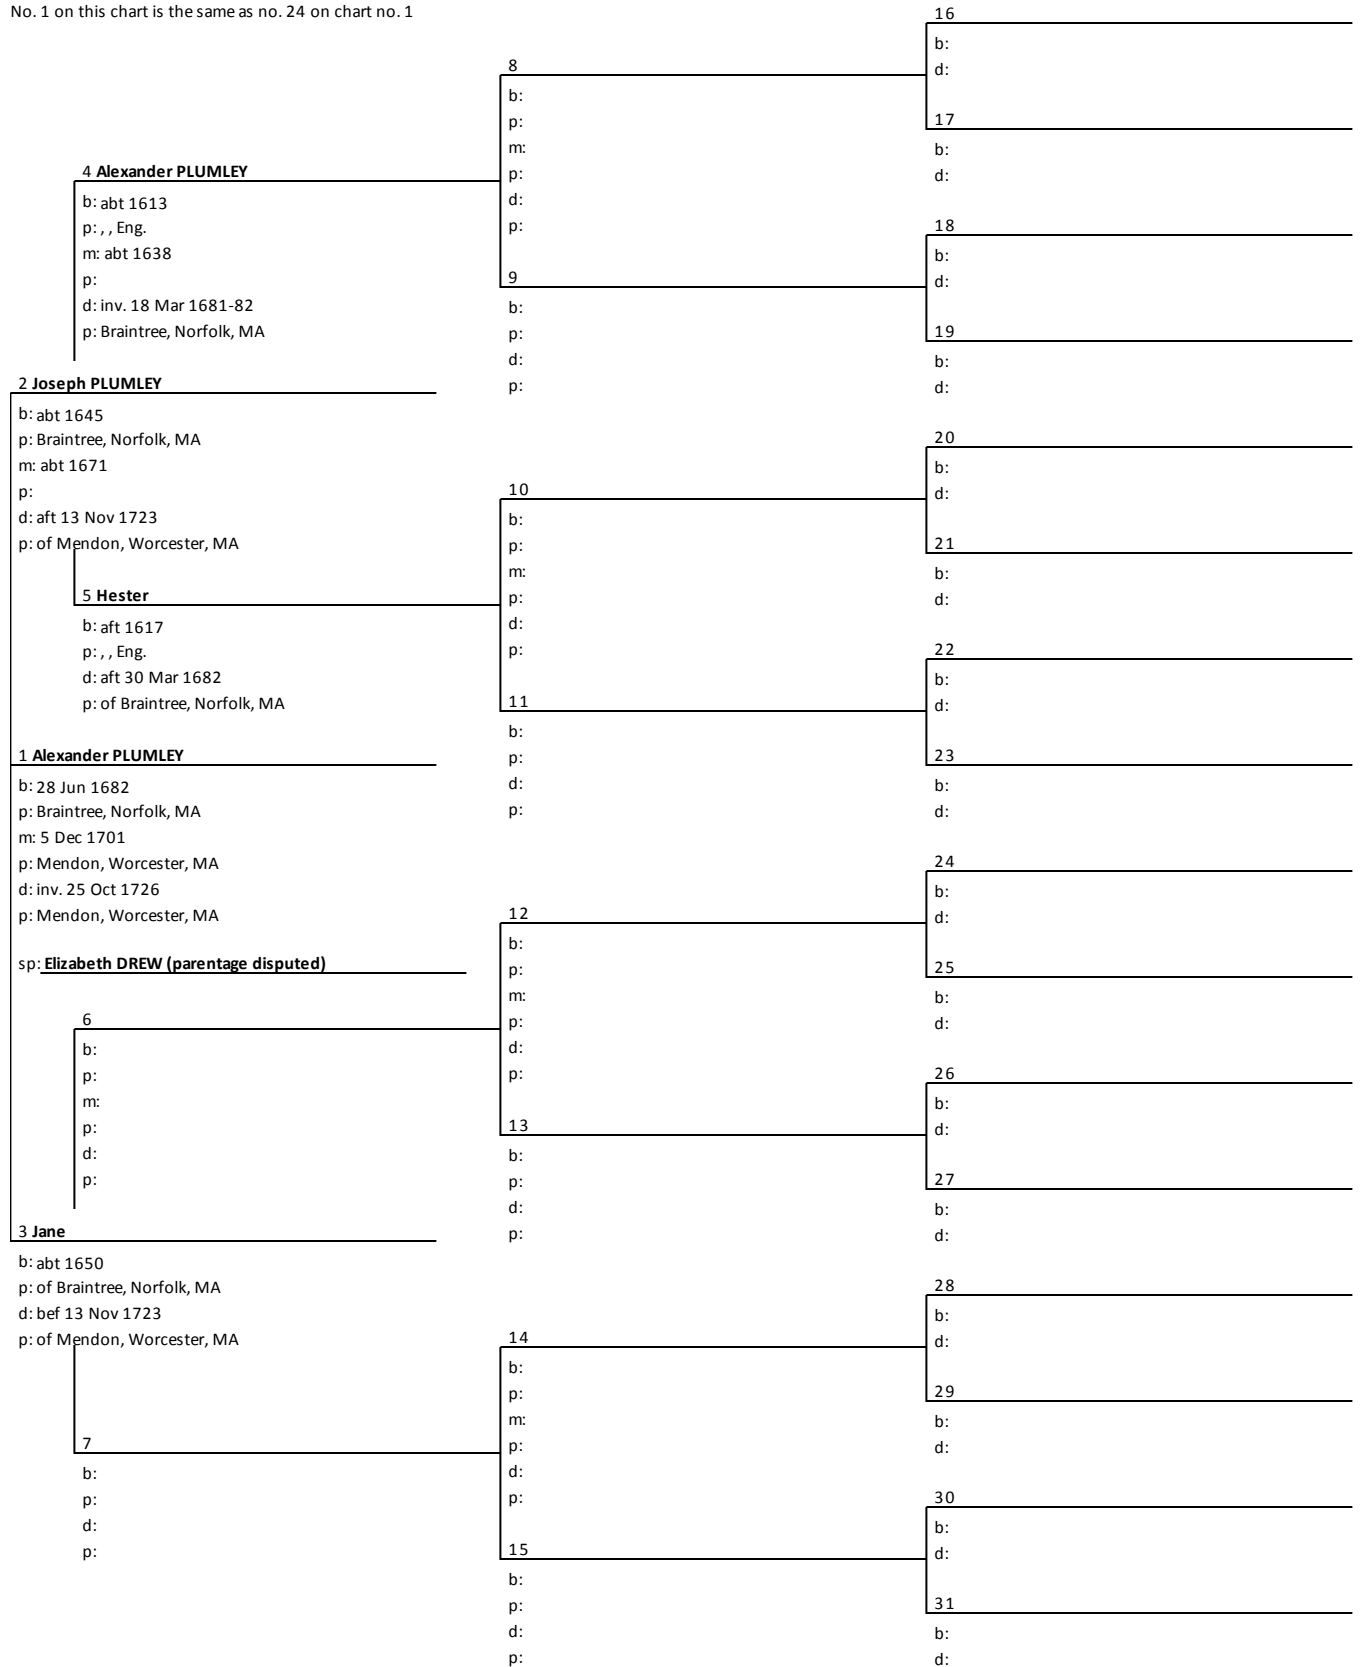 No. 1 on this chart is the same as no. 24 on chart no. 1
4 Alexander PLUMLEY
b: abt 1613
p: , , Eng.
m: abt 1638
p:
d: inv. 18 Mar 1681-82
p: Braintree, Norfolk, MA
2 Joseph PLUMLEY
b: abt 1645
p: Braintree, Norfolk, MA
m: abt 1671
p:
d: aft 13 Nov 1723
p: of Mendon, Worcester, MA
5 Hester
b: aft 1617
p: , , Eng.
d: aft 30 Mar 1682
p: of Braintree, Norfolk, MA
1 Alexander PLUMLEY
b: 28 Jun 1682
p: Braintree, Norfolk, MA
m: 5 Dec 1701
p: Mendon, Worcester, MA
d: inv. 25 Oct 1726
p: Mendon, Worcester, MA
sp: Elizabeth DREW (parentage disputed)
6
b:
p:
m:
p:
d:
p:
3 Jane
b: abt 1650
p: of Braintree, Norfolk, MA
d: bef 13 Nov 1723
p: of Mendon, Worcester, MA
7
b:
p:
d:
p:
8
b:
p:
m:
p:
d:
p:
9
b:
p:
d:
p:
10
b:
p:
m:
p:
d:
p:
11
b:
p:
d:
p:
12
b:
p:
m:
p:
d:
p:
13
b:
p:
d:
p:
14
b:
p:
m:
p:
d:
p:
15
b:
p:
d:
p:
16
b:
d:
17
b:
d:
18
b:
d:
19
b:
d:
20
b:
d:
21
b:
d:
22
b:
d:
23
b:
d:
24
b:
d:
25
b:
d:
26
b:
d:
27
b:
d:
28
b:
d:
29
b:
d:
30
b:
d:
31
b:
d: